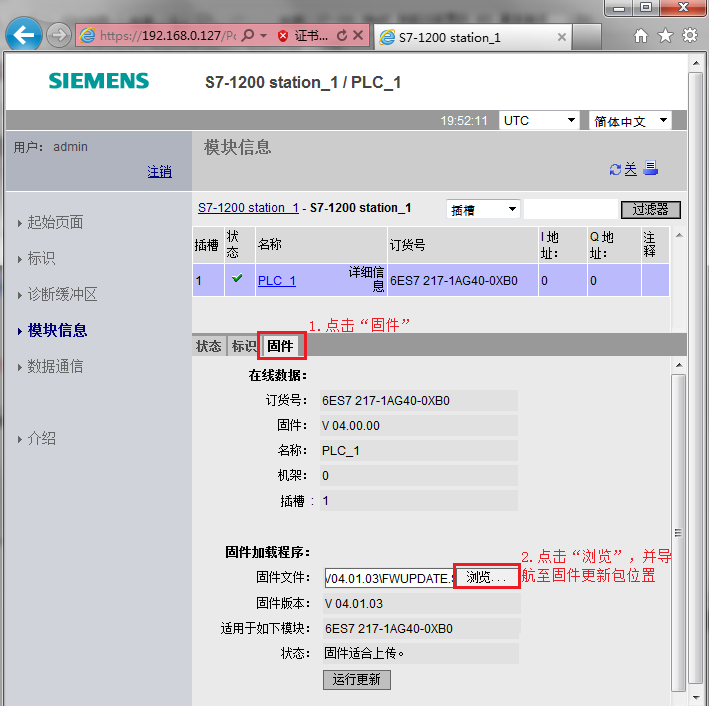 https://192.168.0.127/Po
证书...
S7-1200 station_1
SIEMENS
S7-1200 station_1 / PLC_1
19:52:11
UTC
简体中文
用户： admin
注销
模块信息
关
起始页面
标识
诊断缓冲区
模块信息
数据通信
介绍
S7-1200 station_1 - S7-1200 station_1
插槽
过滤器
插槽 状态 名称 订货号 I 地址： Q 地址： 注释
1 PLC_1 详细信息 6ES7 217-1AG40-0XB0 0 0
1. 点击“固件”
状态 标识 固件
在线数据：
订货号： 6ES7 217-1AG40-0XB0
固件： V 04.00.00
名称： PLC_1
机架： 0
插槽 : 1
固件加载程序：
2. 点击“浏览”，并导
航至固件更新包位置
固件文件： V04.01.03\FWUPDATE. 浏览...
固件版本： V 04.01.03
适用于如下模块： 6ES7 217-1AG40-0XB0
状态： 固件适合上传。
运行更新